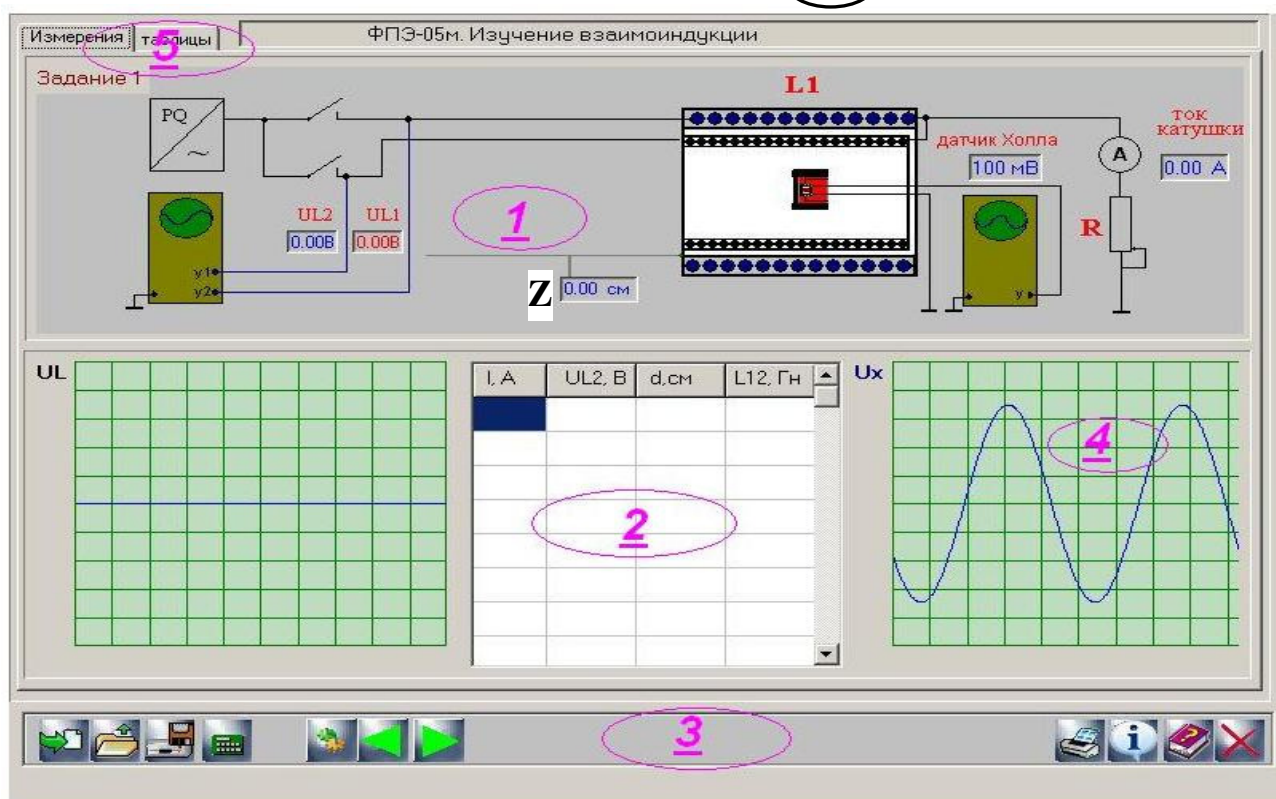 Измерения таблицы ФПЭ-05м. Изучение взаимоиндукции
5
Задание 1
L1
PQ
~
ток
катушки
датчик Холла
A
100 мВ
0.00 А
UL2 UL1
1
R
0.00В 0.00В
y1
y2
Z 0.00 см
y
UL
I, А UL2, В d,см L12, Гн
Ux
4
2
3
i
?